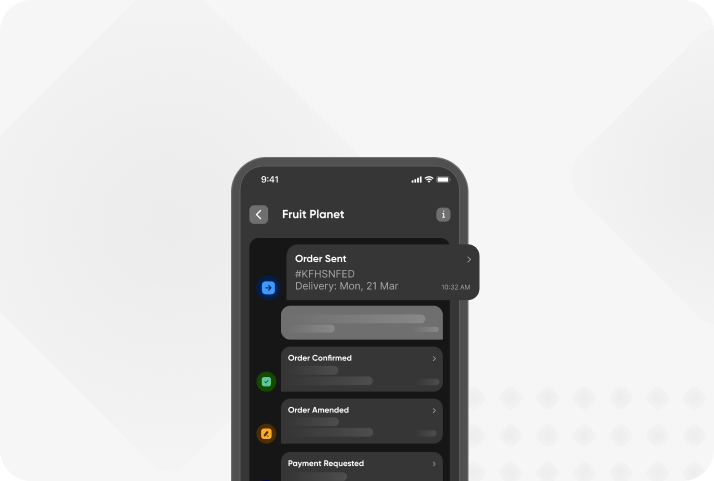 9:41
Fruit Planet
i
Order Sent
#KFHSNFED
Delivery: Mon, 21 Mar
10:32 AM
Order Confirmed
Order Amended
Payment Requested